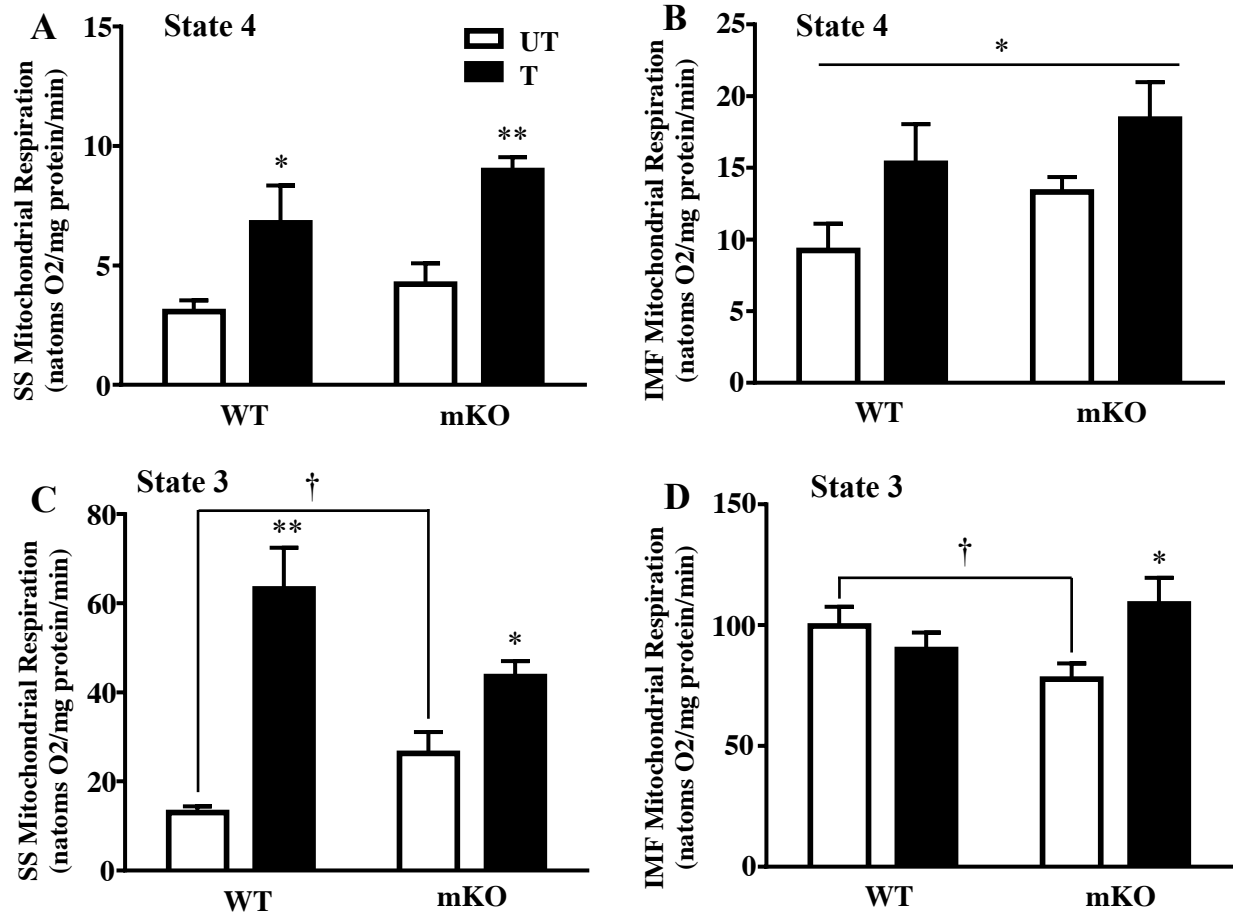 A
State 4
UT
T
SS Mitochondrial Respiration
(natoms O2/mg protein/min)
15
10
5
0
*
**
WT
mKO
B
State 4
IMF Mitochondrial Respiration
(natoms O2/mg protein/min)
25
20
15
10
5
0
*
WT
mKO
C
State 3
SS Mitochondrial Respiration
(natoms O2/mg protein/min)
80
60
40
20
0
†
**
*
WT
mKO
D
State 3
IMF Mitochondrial Respiration
(natoms O2/mg protein/min)
150
100
50
0
†
*
WT
mKO